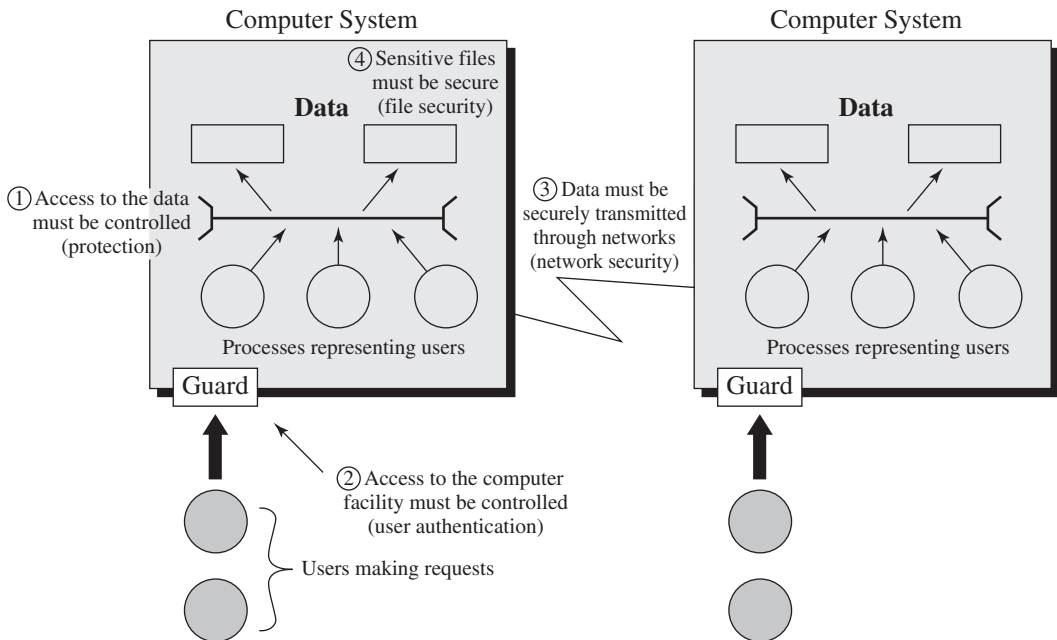 Computer System
④ Sensitive files
must be secure
(file security)
Data
① Access to the data
must be controlled
(protection)
Processes representing users
Guard
② Access to the computer
facility must be controlled
(user authentication)
Users making requests
③ Data must be
securely transmitted
through networks
(network security)
Computer System
Data
Processes representing users
Guard